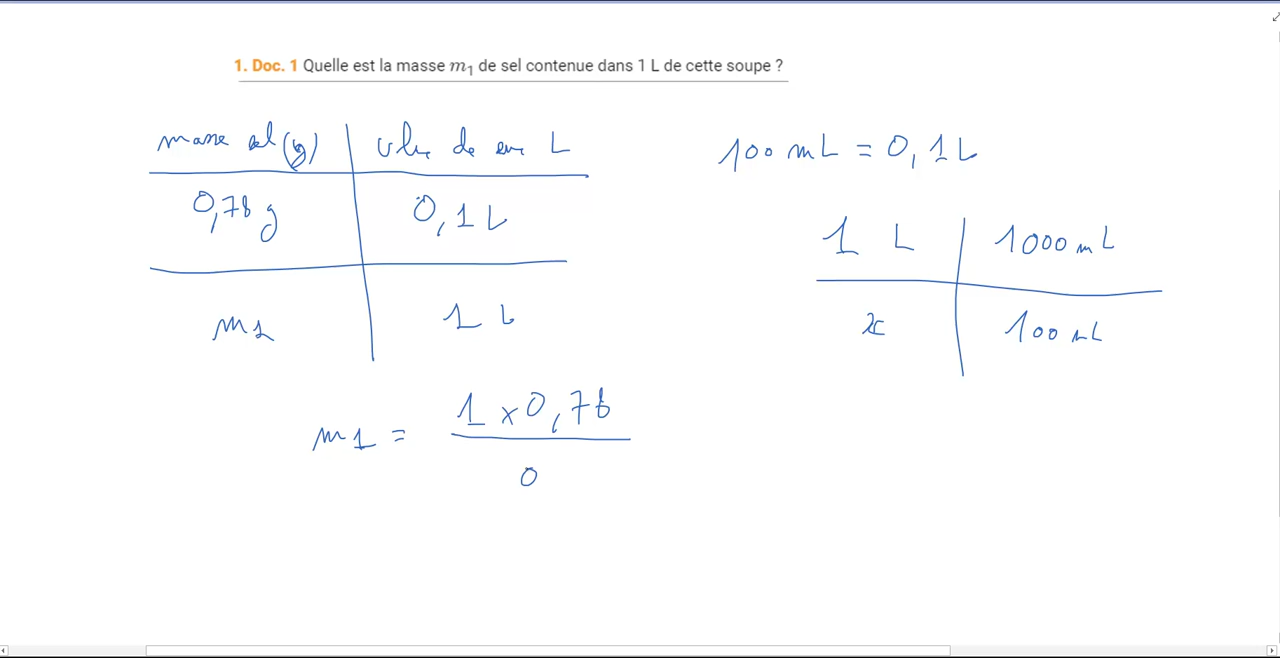 1. Doc. 1 Quelle est la masse m₁ de sel contenue dans 1 L de cette soupe ?
masse sel (g) de en L
0,78 g 0,1 L
m1 1 L
m1 = 1 x 0,78
0
100 mL = 0,1 L
1 L 1000 mL
x 100 mL